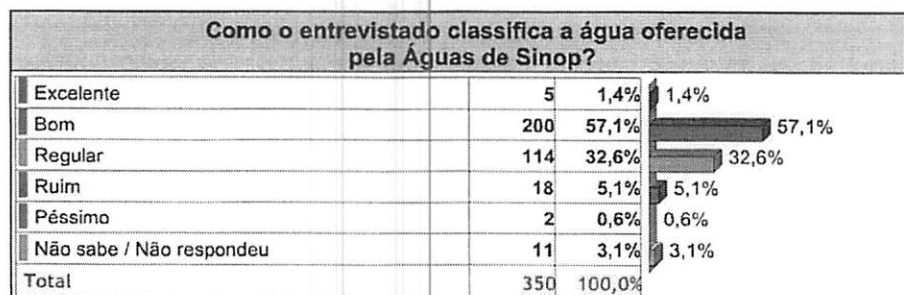 Como o entrevistado classifica a água oferecida
pela Águas de Sinop?
Excelente 5 1,4% 1,4%
Bom 200 57,1% 57,1%
Regular 114 32,6% 32,6%
Ruim 18 5,1% 5,1%
Péssimo 2 0,6% 0,6%
Não sabe / Não respondeu 11 3,1% 3,1%
Total 350 100,0%